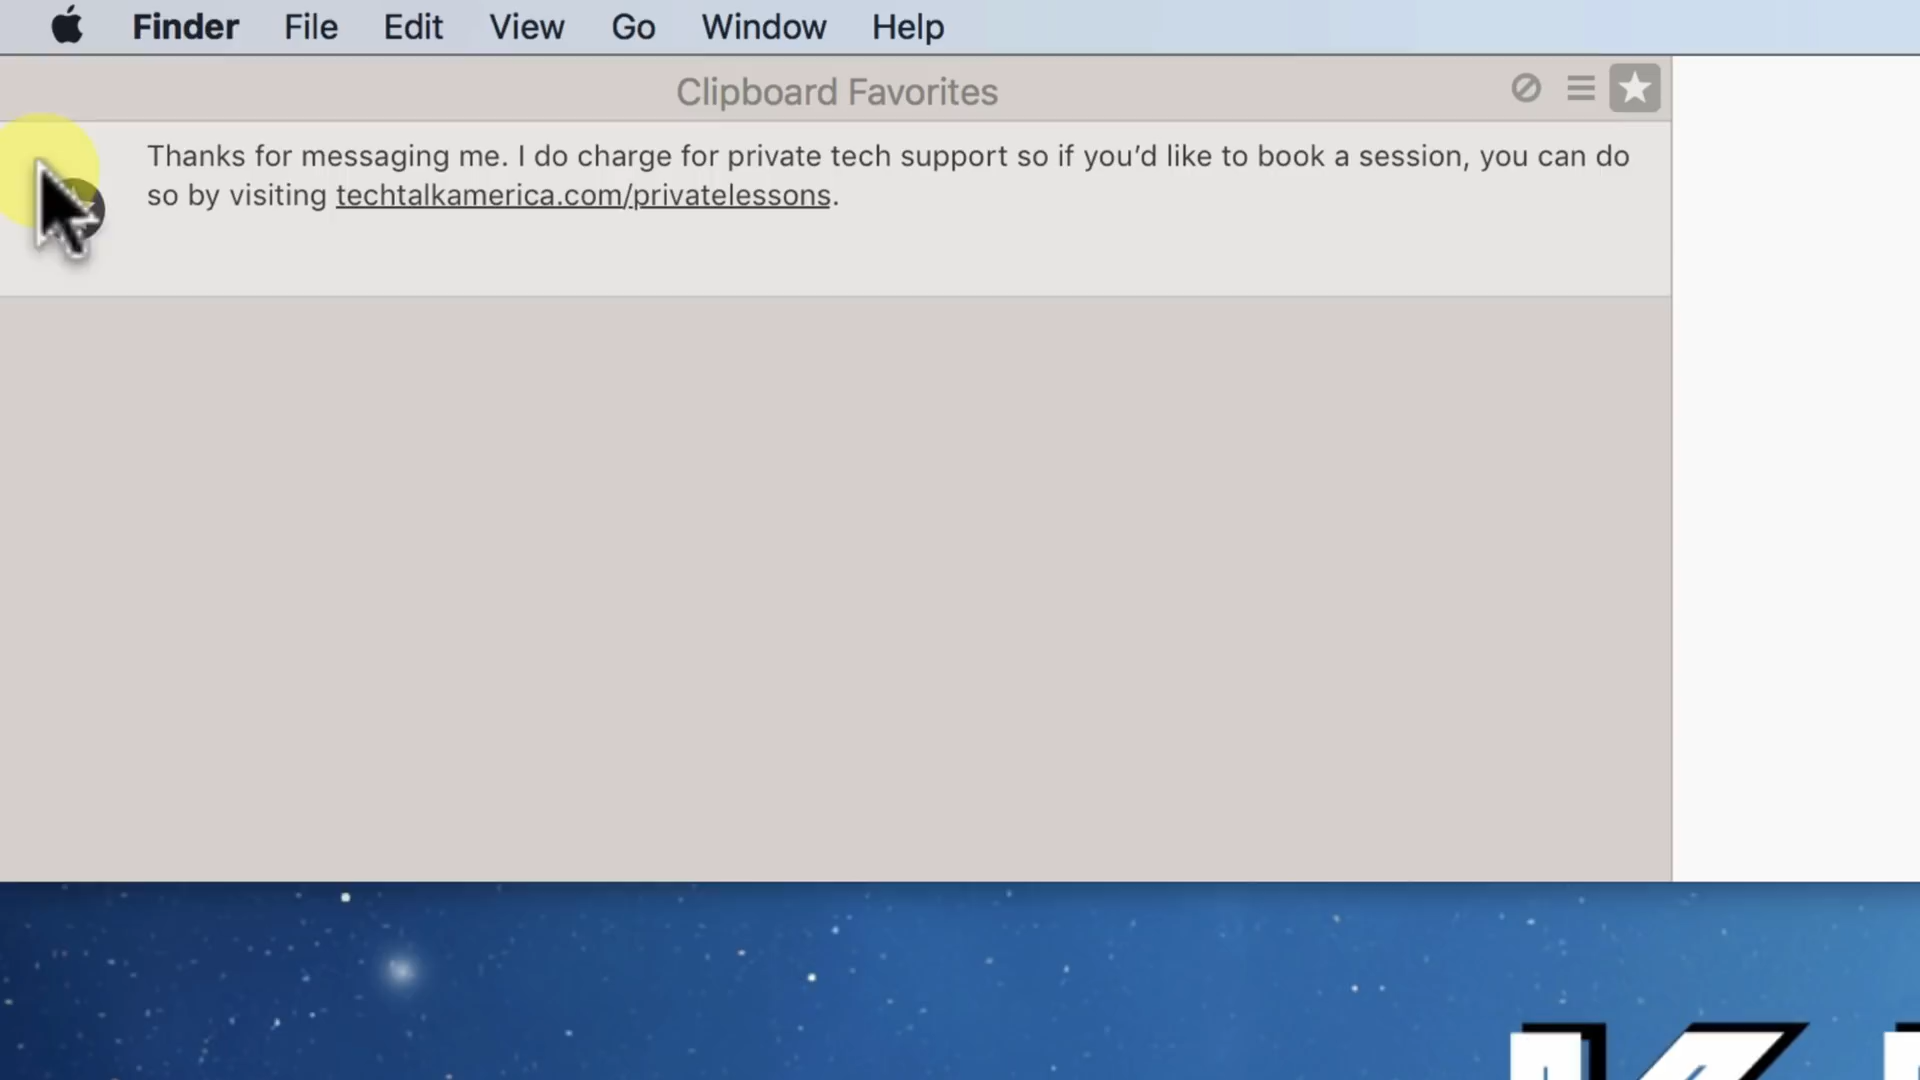 Finder File Edit View Go Window Help
Clipboard Favorites
Thanks for messaging me. I do charge for private tech support so if you’d like to book a session, you can do
so by visiting techtalkamerica.com/privatelessons.